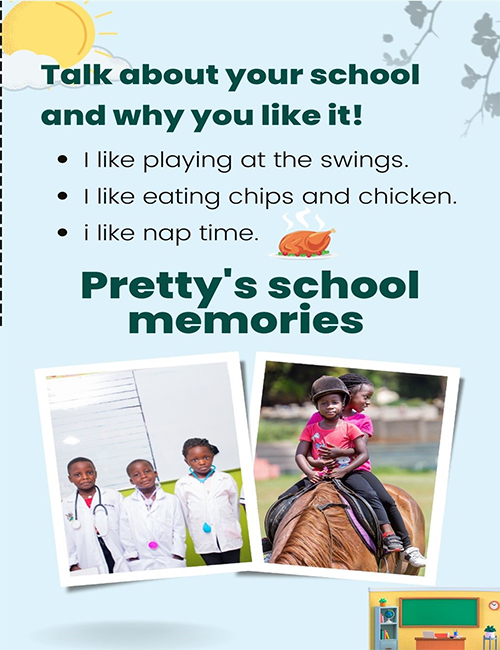 Talk about your school
and why you like it!
• I like playing at the swings.
• I like eating chips and chicken.
• i like nap time.
Pretty's school
memories